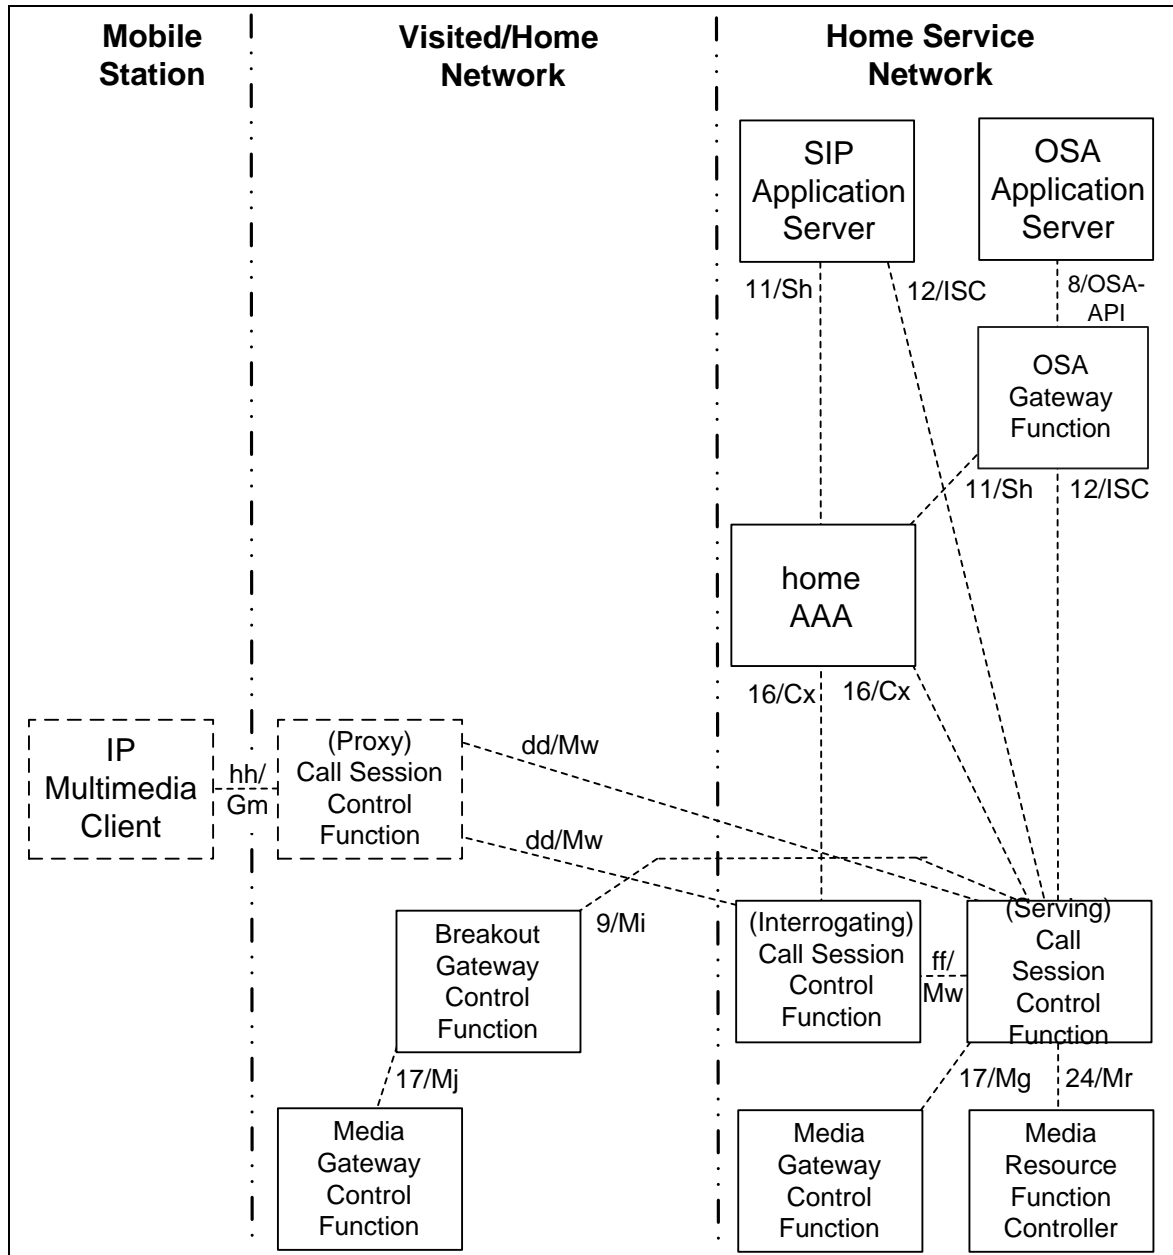 Mobile
Station
Visited/Home
Network
Home Service
Network
SIP
Application
Server
OSA
Application
Server
11/Sh
12/ISC
8/OSA-
API
OSA
Gateway
Function
11/Sh
12/ISC
home
AAA
16/Cx
16/Cx
IP
Multimedia
Client
hh/
Gm
(Proxy)
Call Session
Control
Function
dd/Mw
dd/Mw
Breakout
Gateway
Control
Function
9/Mi
(Interrogating)
Call Session
Control
Function
ff/
Mw
(Serving)
Call
Session
Control
Function
17/Mj
17/Mg
24/Mr
Media
Gateway
Control
Function
Media
Gateway
Control
Function
Media
Resource
Function
Controller